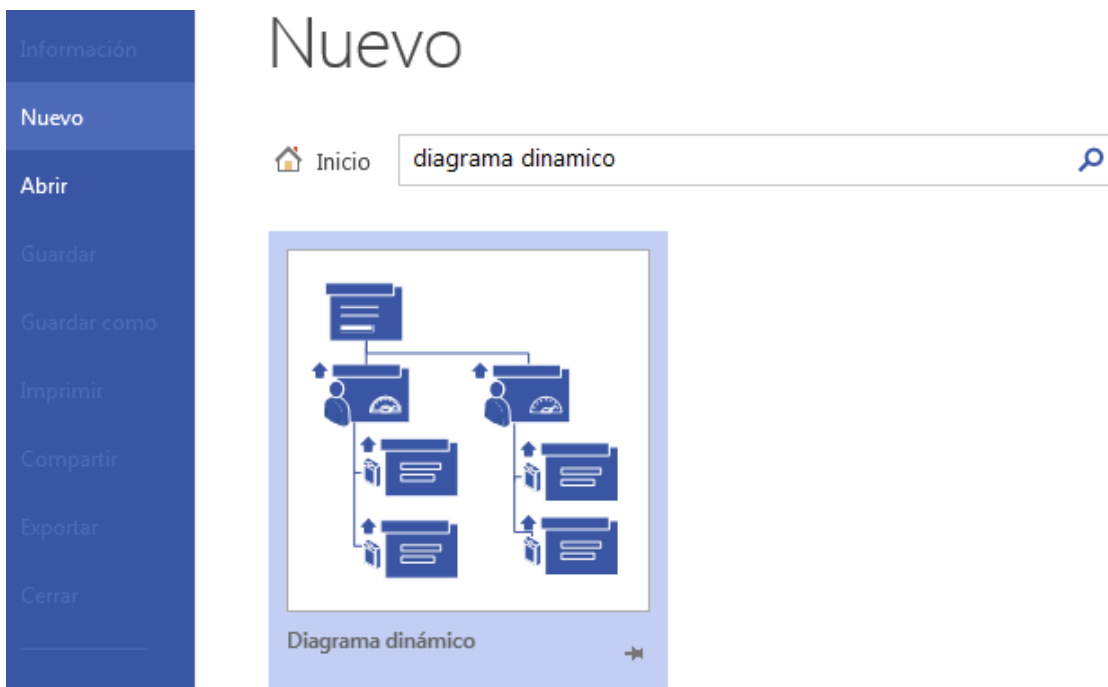 Información
Nuevo
Abrir
Guardar
Guardar como
Imprimir
Compartir
Exportar
Cerrar
Nuevo
Inicio
diagrama dinamico
Diagrama dinámico